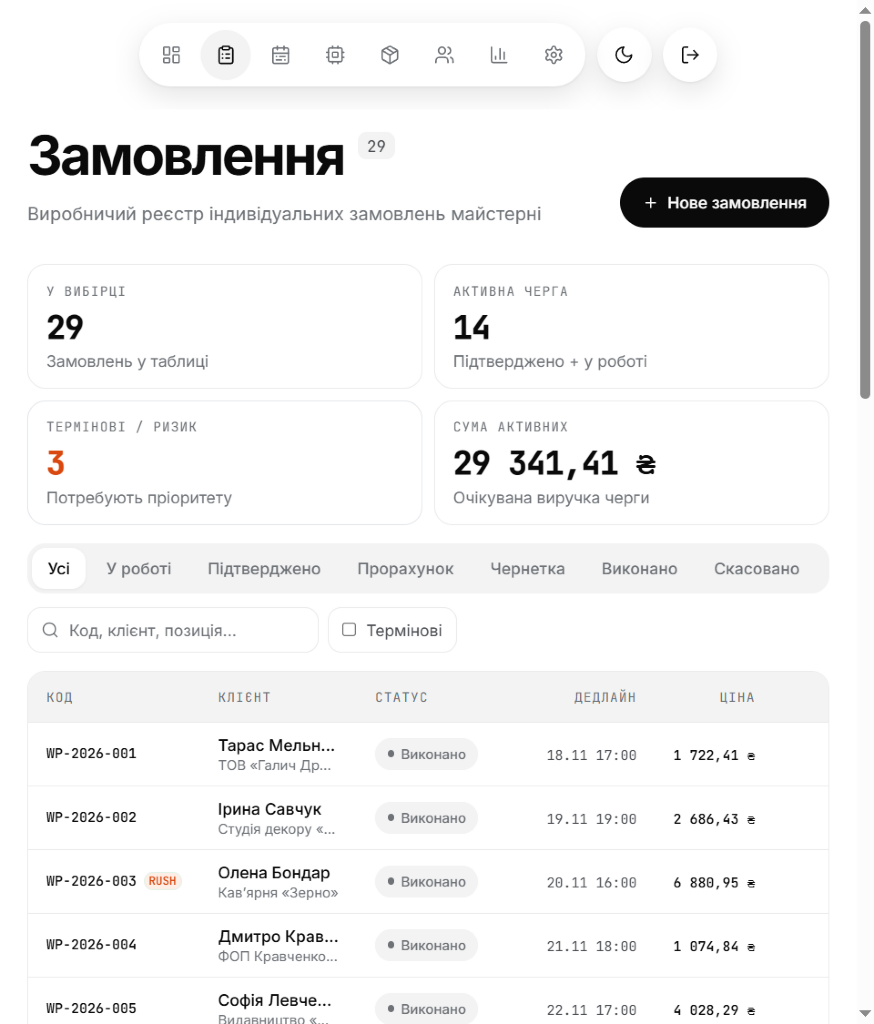 Замовлення 29
Виробничий реєстр індивідуальних замовлень майстерні
+ Нове замовлення
У ВИБІРЦІ
29
Замовлень у таблиці
АКТИВНА ЧЕРГА
14
Підтверджено + у роботі
ТЕРМІНОВІ / РИЗИК
3
Потребують пріоритету
СУМА АКТИВНИХ
29 341,41 ₴
Очікувана виручка черги
Усі У роботі Підтверджено Прорахунок Чернетка Виконано Скасовано
Код, клієнт, позиція... Термінові
КОД КЛІЄНТ СТАТУС ДЕДЛАЙН ЦІНА
WP-2026-001 Тарас Мельн... Виконано 18.11 17:00 1 722,41 ₴
ТОВ «Галич Др...
WP-2026-002 Ірина Савчук Виконано 19.11 19:00 2 686,43 ₴
Студія декору «...
WP-2026-003 RUSH Олена Бондар Виконано 20.11 16:00 6 880,95 ₴
Кав’ярня «Зерно»
WP-2026-004 Дмитро Крав... Виконано 21.11 18:00 1 074,84 ₴
ФОП Кравченко...
WP-2026-005 Софія Левче... Виконано 22.11 17:00 4 028,29 ₴
Видавництво «...